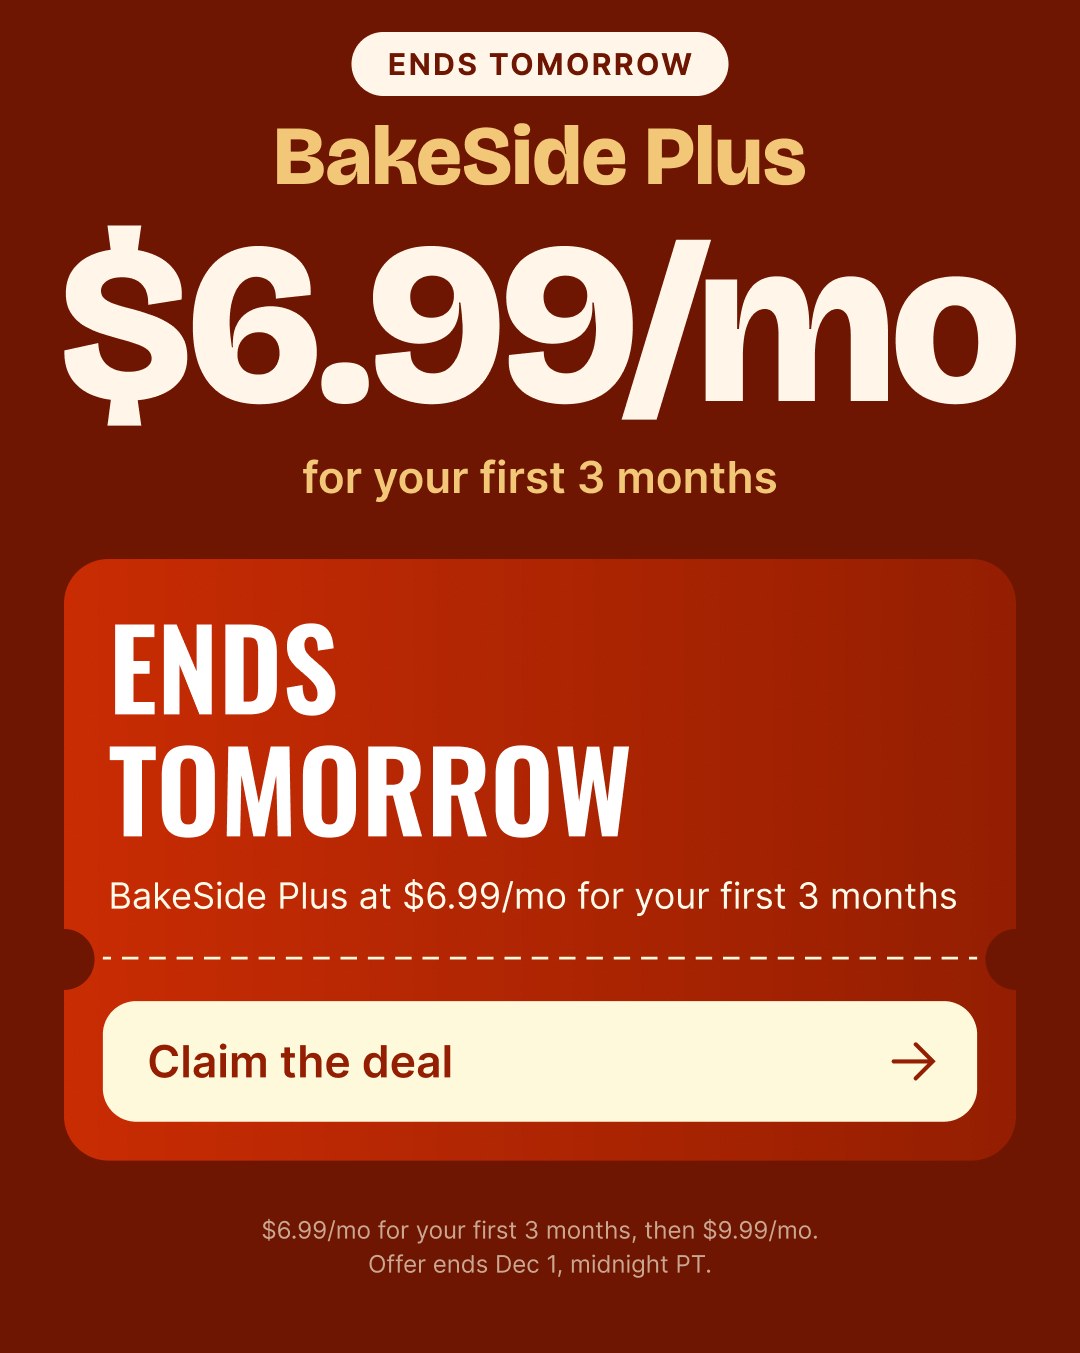 ENDS TOMORROW
BakeSide Plus
$6.99/mo
for your first 3 months
ENDS
TOMORROW
BakeSide Plus at $6.99/mo for your first 3 months
Claim the deal
$6.99/mo for your first 3 months, then $9.99/mo.
Offer ends Dec 1, midnight PT.